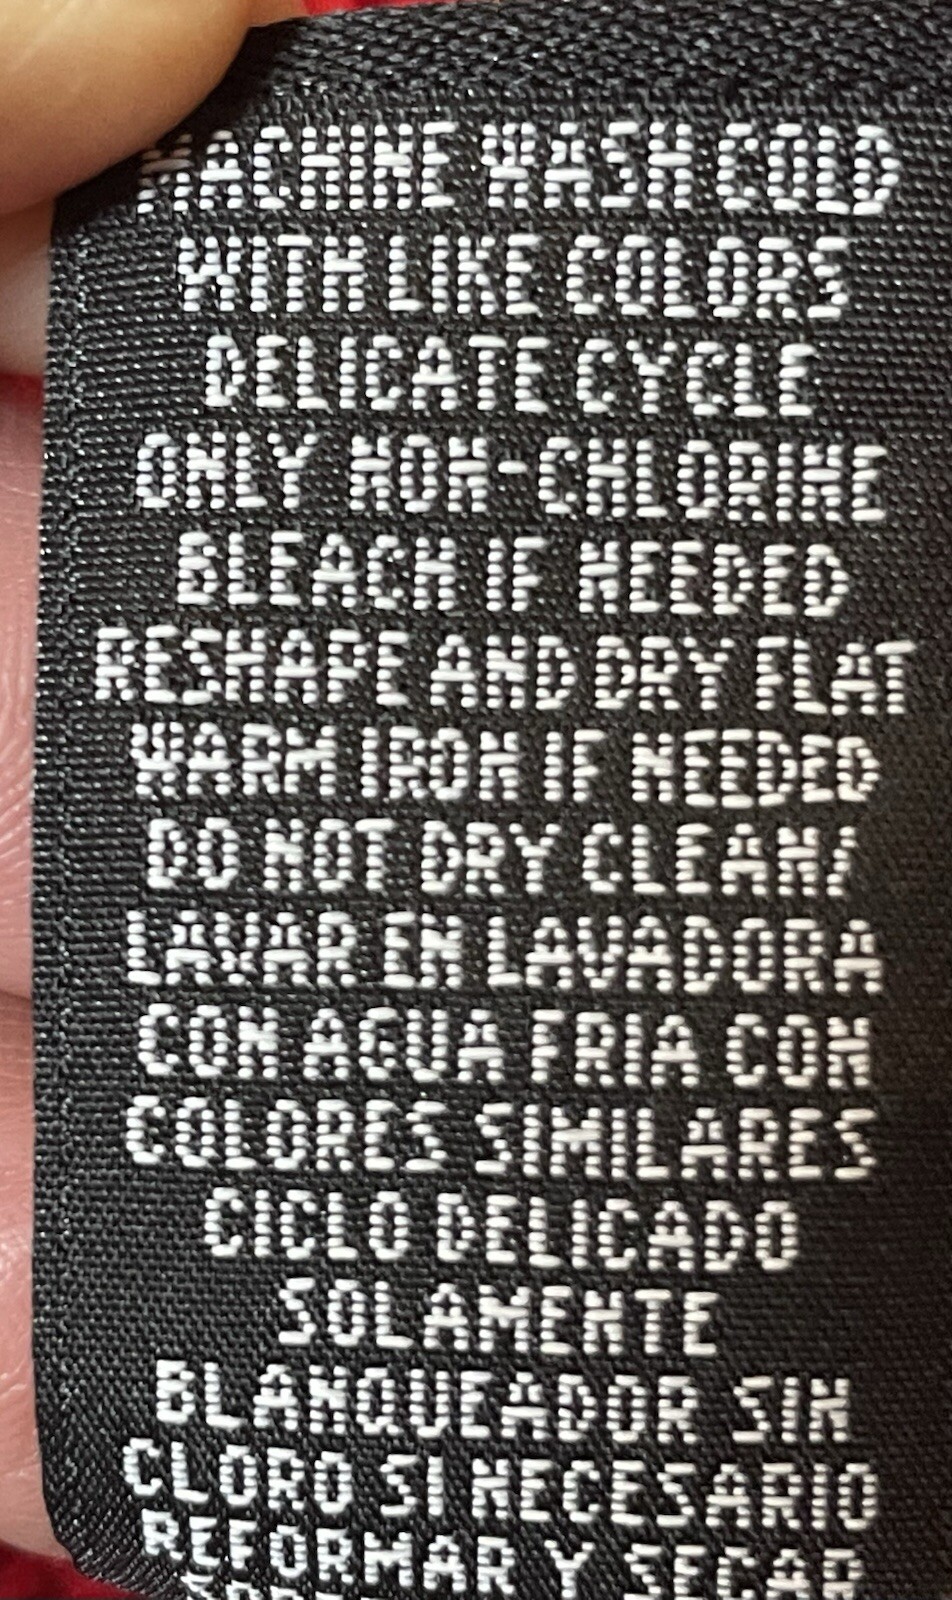 MACHINE WASH COLD
WITH LIKE COLORS
DELICATE CYCLE
ONLY NON-CHLORINE
BLEACH IF NEEDED
RESHAPE AND DRY FLAT
WARM IRON IF NEEDED
DO NOT DRY CLEAN/
LAVAR EN LAVADORA
CON AGUA FRIA CON
COLORES SIMILARES
CICLO DELICADO
SOLAMENTE
BLANQUEADOR SIN
CLORO SI NECESARIO
REFORMAR Y SECAR